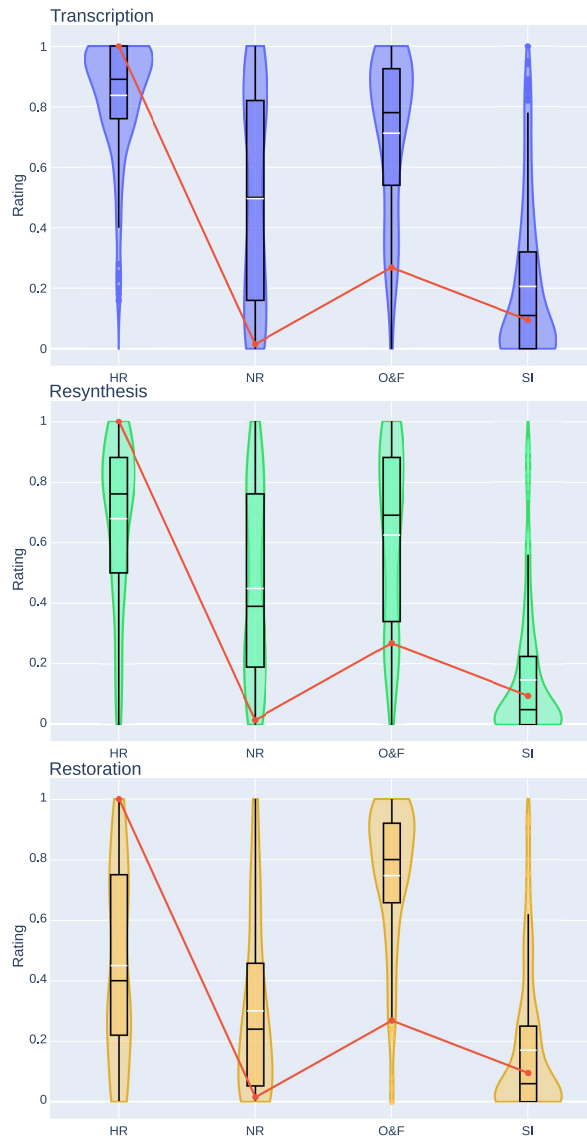 Transcription
1
0.8
0.6
0.4
0.2
0
Rating
HR NR O&F SI
Resynthesis
1
0.8
0.6
0.4
0.2
0
Rating
HR NR O&F SI
Restoration
1
0.8
0.6
0.4
0.2
0
Rating
HR NR O&F SI